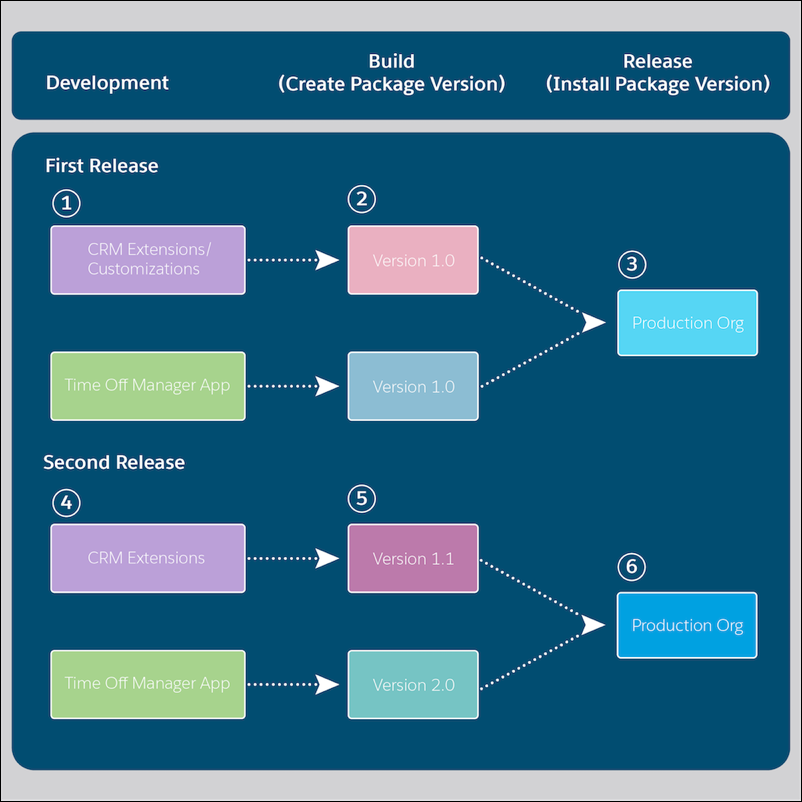 Development
Build
(Create Package Version)
Release
(Install Package Version)
First Release
1
2
CRM Extensions/
Customizations
Version 1.0
3
Production Org
Time Off Manager App
Version 1.0
Second Release
4
5
CRM Extensions
Version 1.1
6
Production Org
Time Off Manager App
Version 2.0